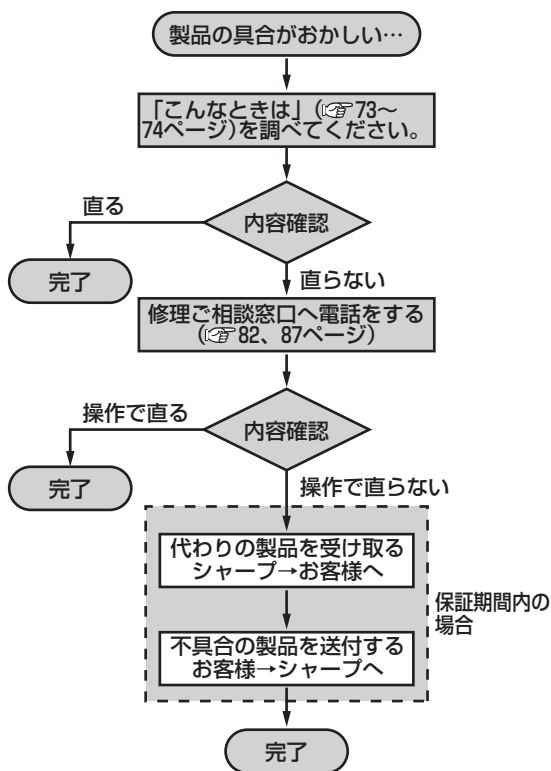 製品の具合がおかしい…
「こんなときは」(☞73〜
74ページ)を調べてください。
内容確認
直る
完了
直らない
修理ご相談窓口へ電話をする
(☞82、87ページ)
内容確認
操作で直る
完了
操作で直らない
代わりの製品を受け取る
シャープ→お客様へ
保証期間内の
場合
不具合の製品を送付する
お客様→シャープへ
完了